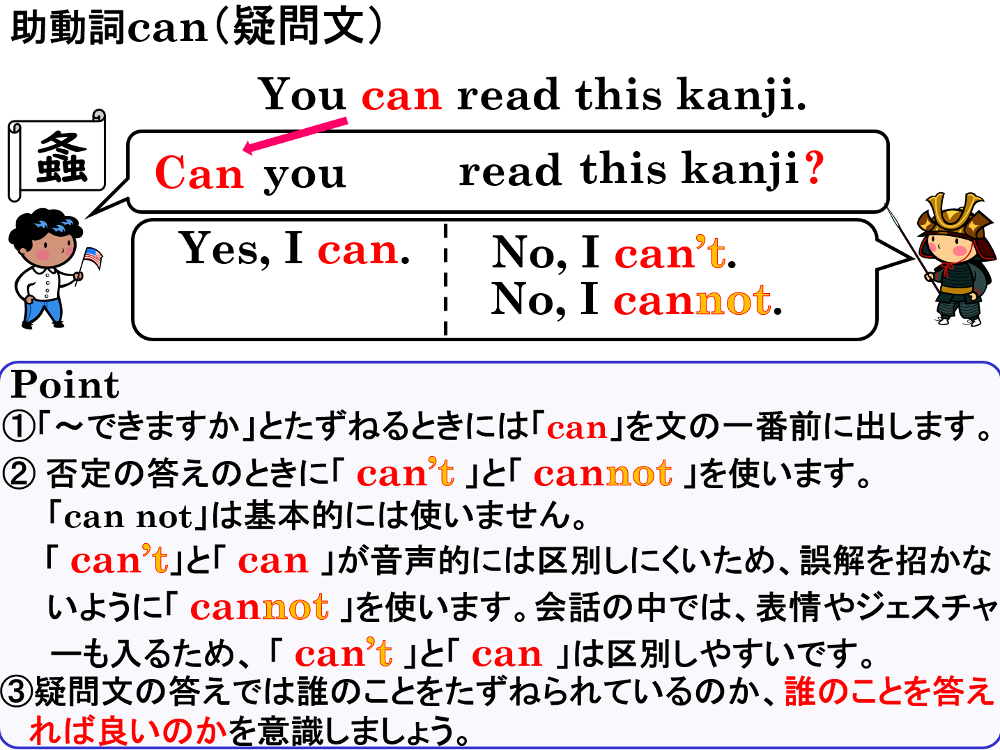 助動詞can（疑問文）
You can read this kanji.
螽
Can you read this kanji?
Yes, I can.
No, I can’t.
No, I cannot.
Point
①「～できますか」とたずねるときには「can」を文の一番前に出します。
② 否定の答えのときに「 can’t 」と「 cannot 」を使います。
「can not」は基本的には使いません。
「 can’t」と「 can 」が音声的には区別しにくいため、誤解を招かな
いように「 cannot 」を使います。会話の中では、表情やジェスチャ
ーも入るため、「 can’t 」と「 can 」は区別しやすいです。
③疑問文の答えでは誰のことをたずねられているのか、誰のことを答え
れば良いのかを意識しましょう。